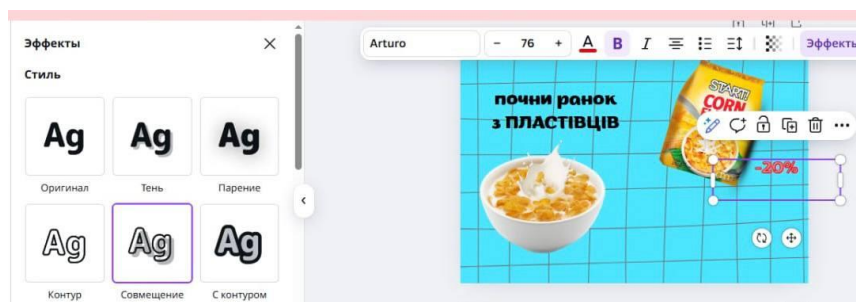 Эффекты
Стиль
Ag
Ag
Ag
Оригинал
Тень
Парение
Ag
Ag
Ag
Контур
Совмещение
С контуром
Arturo
– 76 +
A
B
I
Эффекты
почни ранок
з ПЛАСТІВЦІВ
START!
CORN
-20%